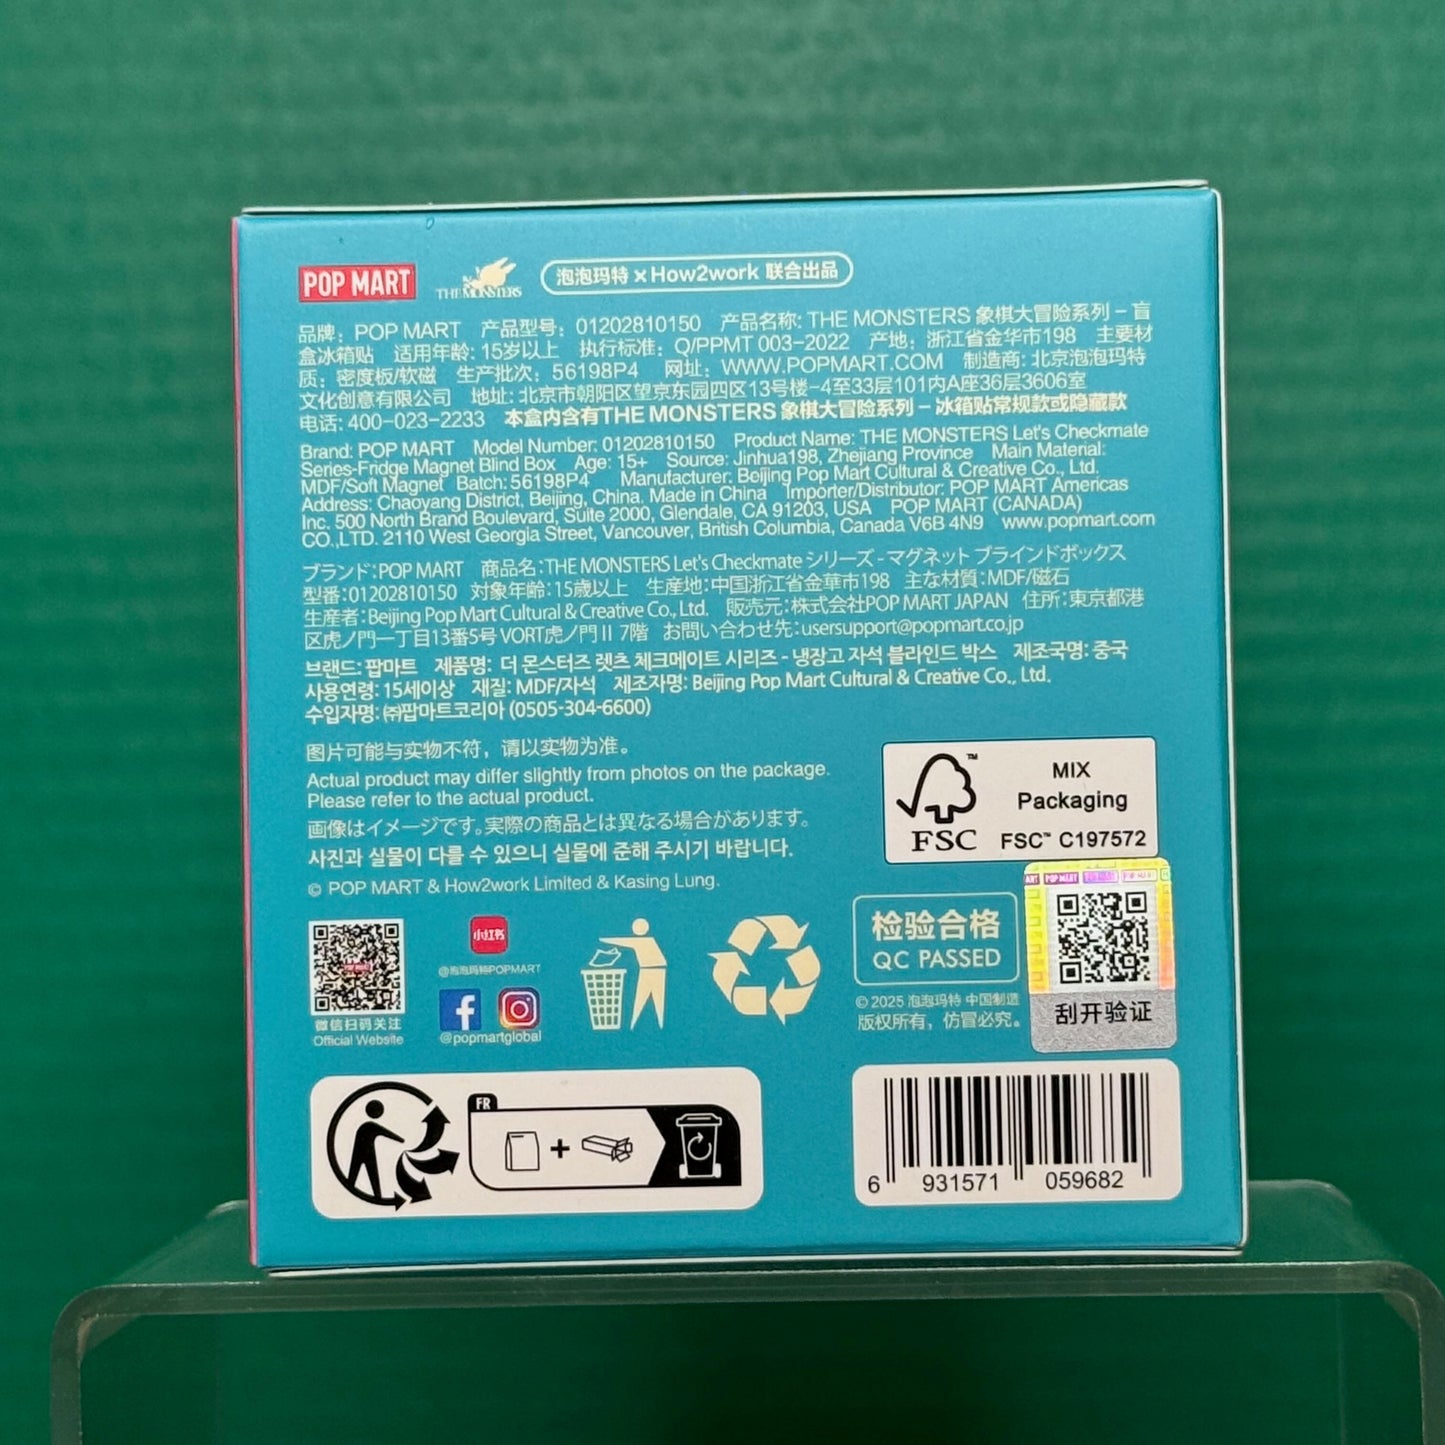 POP MART THE MONSTERS 泡泡玛特 × How2work 联合出品
品牌：POP MART 产品型号：01202810150 产品名称：THE MONSTERS 象棋大冒险系列 – 盲
盒冰箱贴 适用年龄：15岁以上 执行标准：Q/PPMT 003–2022 产地：浙江省金华市198 主要材
质：密度板/软磁 生产批次：56198P4 网址：WWW.POPMART.COM 制造商：北京泡泡玛特
文化创意有限公司 地址：北京市朝阳区望京东园四区13号楼–4至33层101内A座36层3606室
电话：400-023-2233 本盒内含有THE MONSTERS 象棋大冒险系列 – 冰箱贴常规款或隐藏款
Brand: POP MART Model Number: 01202810150 Product Name: THE MONSTERS Let's Checkmate
Series-Fridge Magnet Blind Box Age: 15+ Source: Jinhua198, Zhejiang Province Main Material:
MDF/Soft Magnet Batch: 56198P4 Manufacturer: Beijing Pop Mart Cultural & Creative Co., Ltd.
Address: Chaoyang District, Beijing, China. Made in China Importer/Distributor: POP MART Americas
Inc. 500 North Brand Boulevard, Suite 2000, Glendale, CA 91203, USA POP MART (CANADA)
CO.,LTD. 2110 West Georgia Street, Vancouver, British Columbia, Canada V6B 4N9 www.popmart.com
ブランド：POP MART 商品名：THE MONSTERS Let's Checkmate シリーズ - マグネット ブラインドボックス
型番：01202810150 対象年齢：15歳以上 生産地：中国浙江省金華市198 主な材質：MDF/磁石
生産者：Beijing Pop Mart Cultural & Creative Co., Ltd. 販売元：株式会社POP MART JAPAN 住所：東京都港
区虎ノ門一丁目13番5号 VORT虎ノ門Ⅱ 7階 お問い合わせ先：usersupport@popmart.co.jp
브랜드: 팝마트 제품명: 더 몬스터즈 렛츠 체크메이트 시리즈 - 냉장고 자석 블라인드 박스 제조국명: 중국
사용연령: 15세이상 재질: MDF/자석 제조자명: Beijing Pop Mart Cultural & Creative Co., Ltd.
수입자명: ㈜팝마트코리아 (0505-304-6600)
图片可能与实物不符，请以实物为准。
Actual product may differ slightly from photos on the package.
Please refer to the actual product.
画像はイメージです。実際の商品とは異なる場合があります。
사진과 실물이 다를 수 있으니 실물에 준해 주시기 바랍니다.
© POP MART & How2work Limited & Kasing Lung.
FSC™
MIX
Packaging
FSC™ C197572
POP MART
微信扫码关注
Official Website
小红书
@泡泡玛特POPMART
@popmartglobal
检验合格
QC PASSED
© 2025 泡泡玛特 中国制造
版权所有，仿冒必究。
POP MART
刮开验证
FR
6 931571 059682